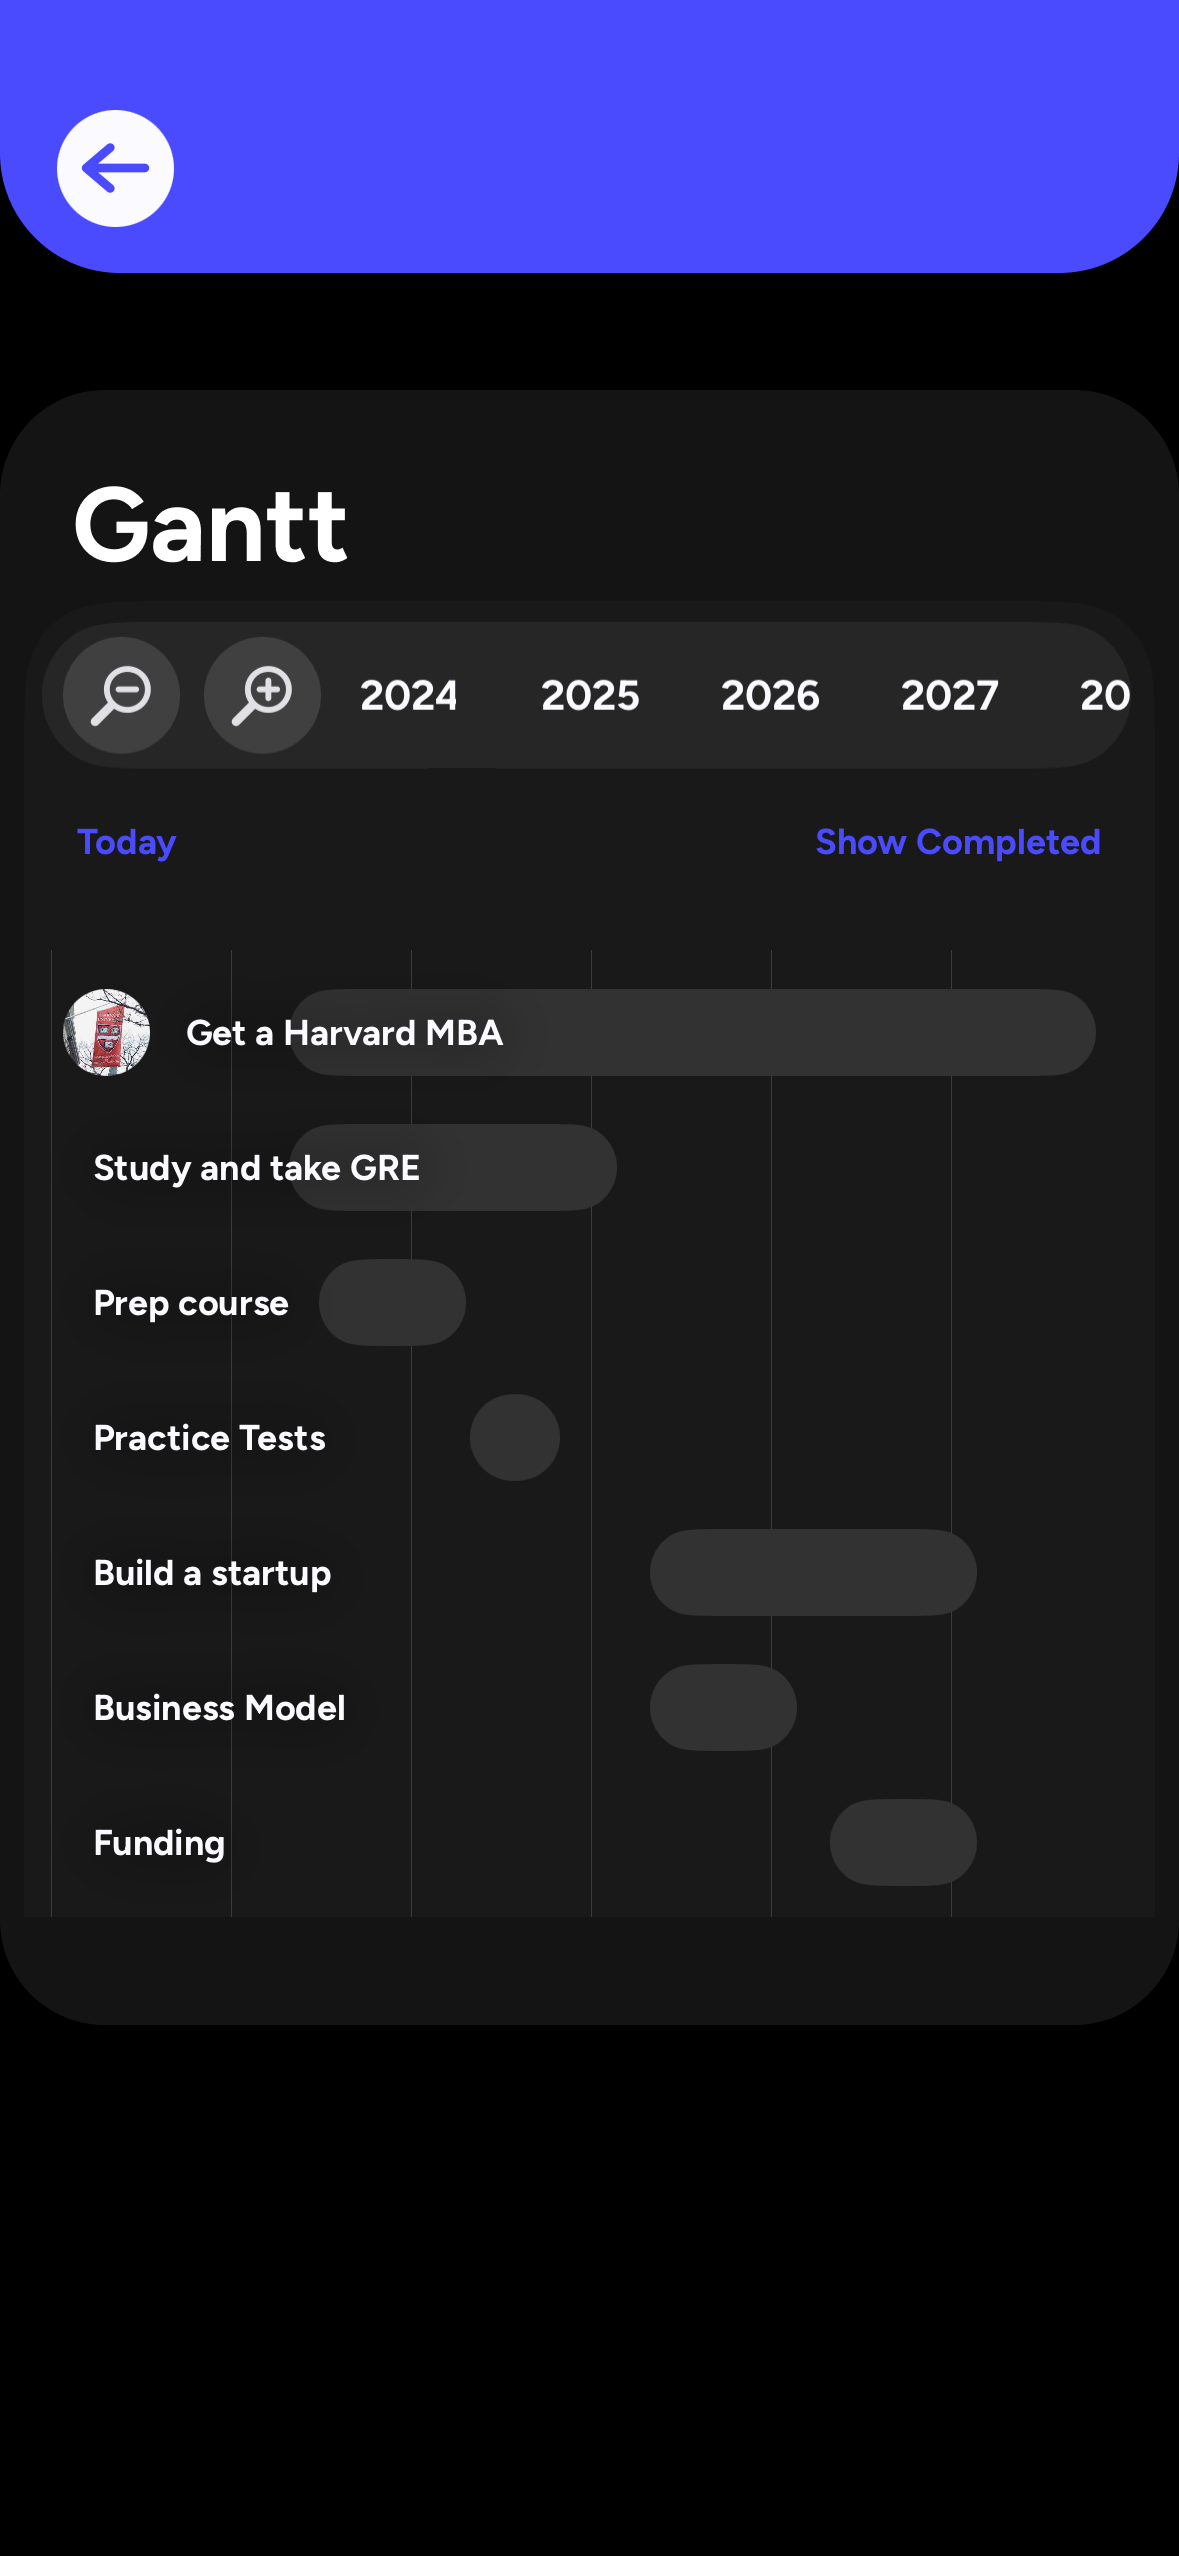 Gantt
2024 2025 2026 2027 20
Today Show Completed
Get a Harvard MBA
Study and take GRE
Prep course
Practice Tests
Build a startup
Business Model
Funding